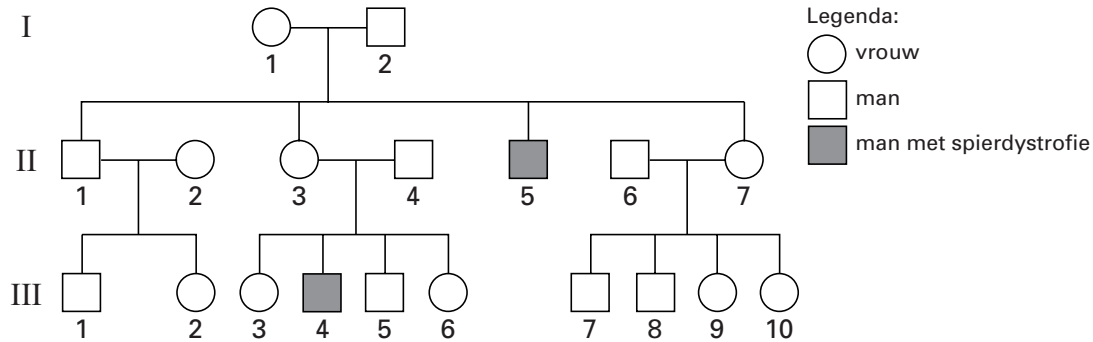 Legenda:
I
vrouw
1 2
man
man met spierdystrofie
II
1 2 3 4 5 6 7
III
1 2 3 4 5 6 7 8 9 10